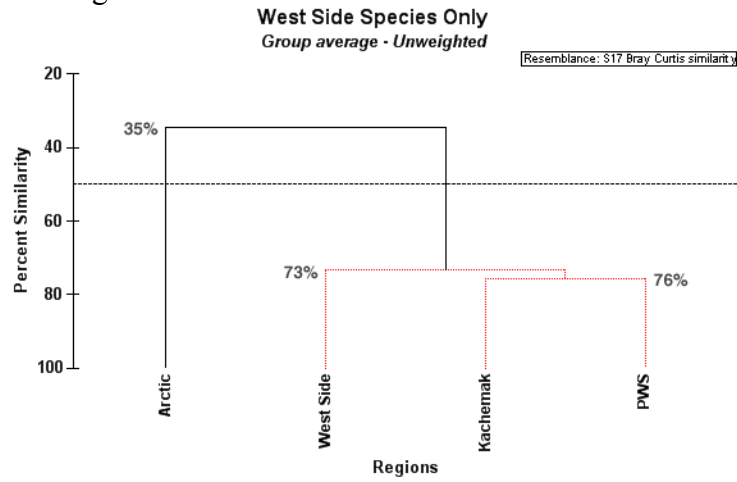 West Side Species Only
Group average - Unweighted
Resemblance: S17 Bray Curtis similarity
Percent Similarity
20
40
60
80
100
35%
73%
76%
Arctic
West Side
Kachemak
PWS
Regions